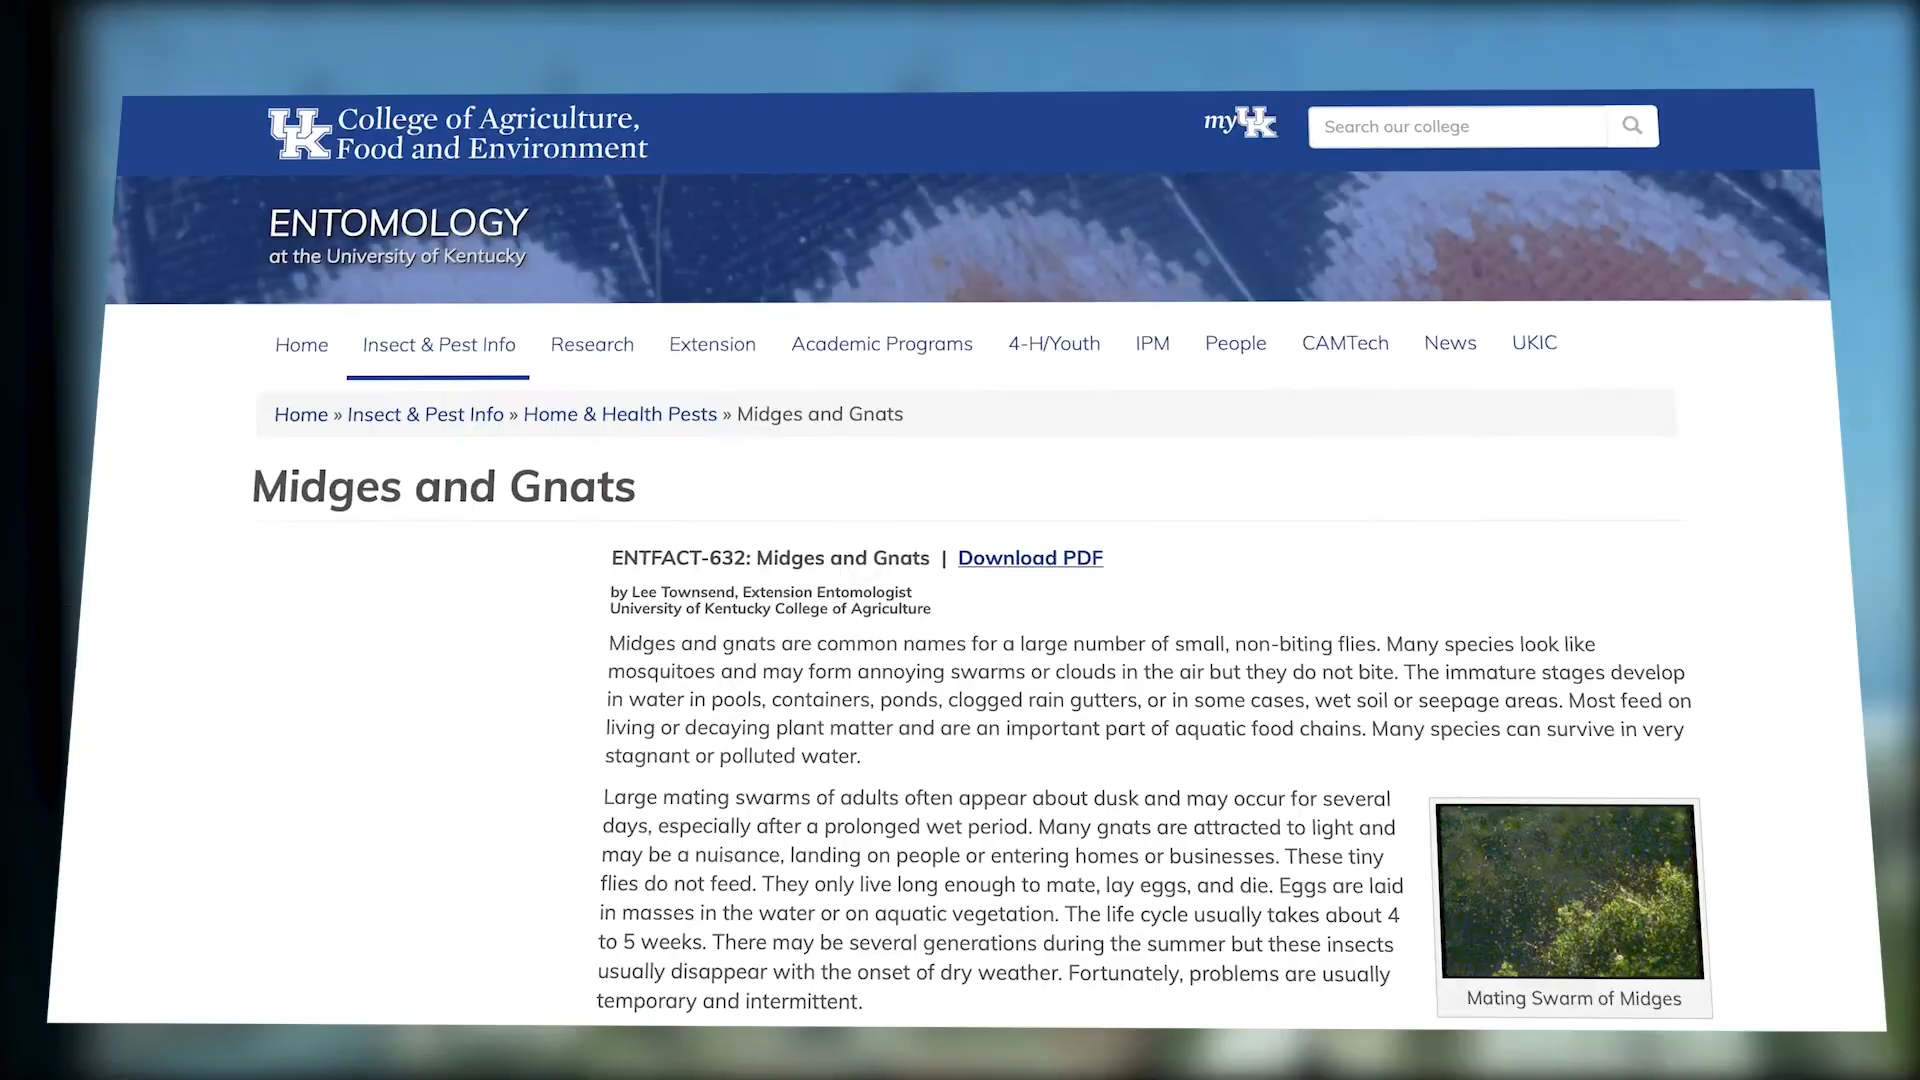 UK College of Agriculture,
Food and Environment
myUK
Search our college
ENTOMOLOGY
at the University of Kentucky
Home Insect & Pest Info Research Extension Academic Programs 4-H/Youth IPM People CAMTech News UKIC
Home » Insect & Pest Info » Home & Health Pests » Midges and Gnats
Midges and Gnats
ENTFACT-632: Midges and Gnats | Download PDF
by Lee Townsend, Extension Entomologist
University of Kentucky College of Agriculture
Midges and gnats are common names for a large number of small, non-biting flies. Many species look like
mosquitoes and may form annoying swarms or clouds in the air but they do not bite. The immature stages develop
in water in pools, containers, ponds, clogged rain gutters, or in some cases, wet soil or seepage areas. Most feed on
living or decaying plant matter and are an important part of aquatic food chains. Many species can survive in very
stagnant or polluted water.
Large mating swarms of adults often appear about dusk and may occur for several
days, especially after a prolonged wet period. Many gnats are attracted to light and
may be a nuisance, landing on people or entering homes or businesses. These tiny
flies do not feed. They only live long enough to mate, lay eggs, and die. Eggs are laid
in masses in the water or on aquatic vegetation. The life cycle usually takes about 4
to 5 weeks. There may be several generations during the summer but these insects
usually disappear with the onset of dry weather. Fortunately, problems are usually
temporary and intermittent.
Mating Swarm of Midges